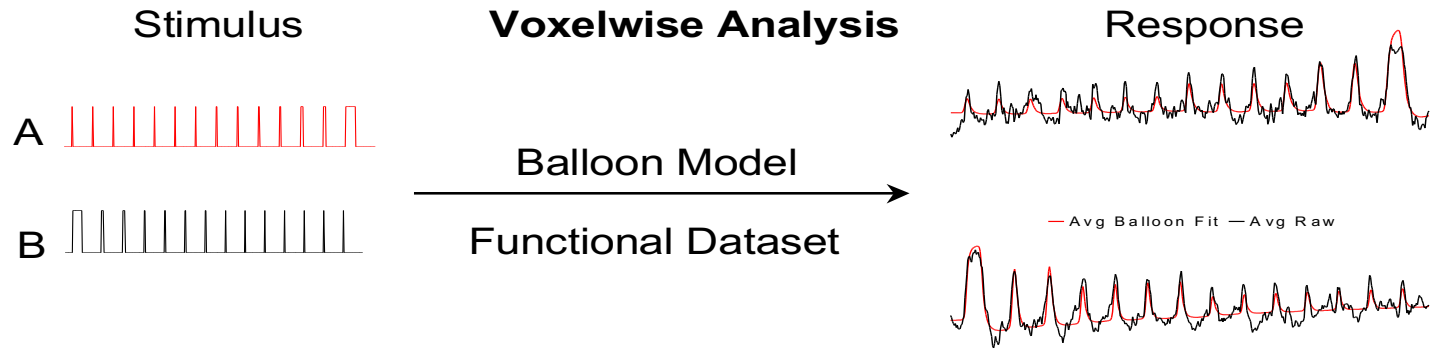 Stimulus
Voxelwise Analysis
Response
A
Balloon Model
B
Functional Dataset
Avg Balloon Fit
Avg Raw